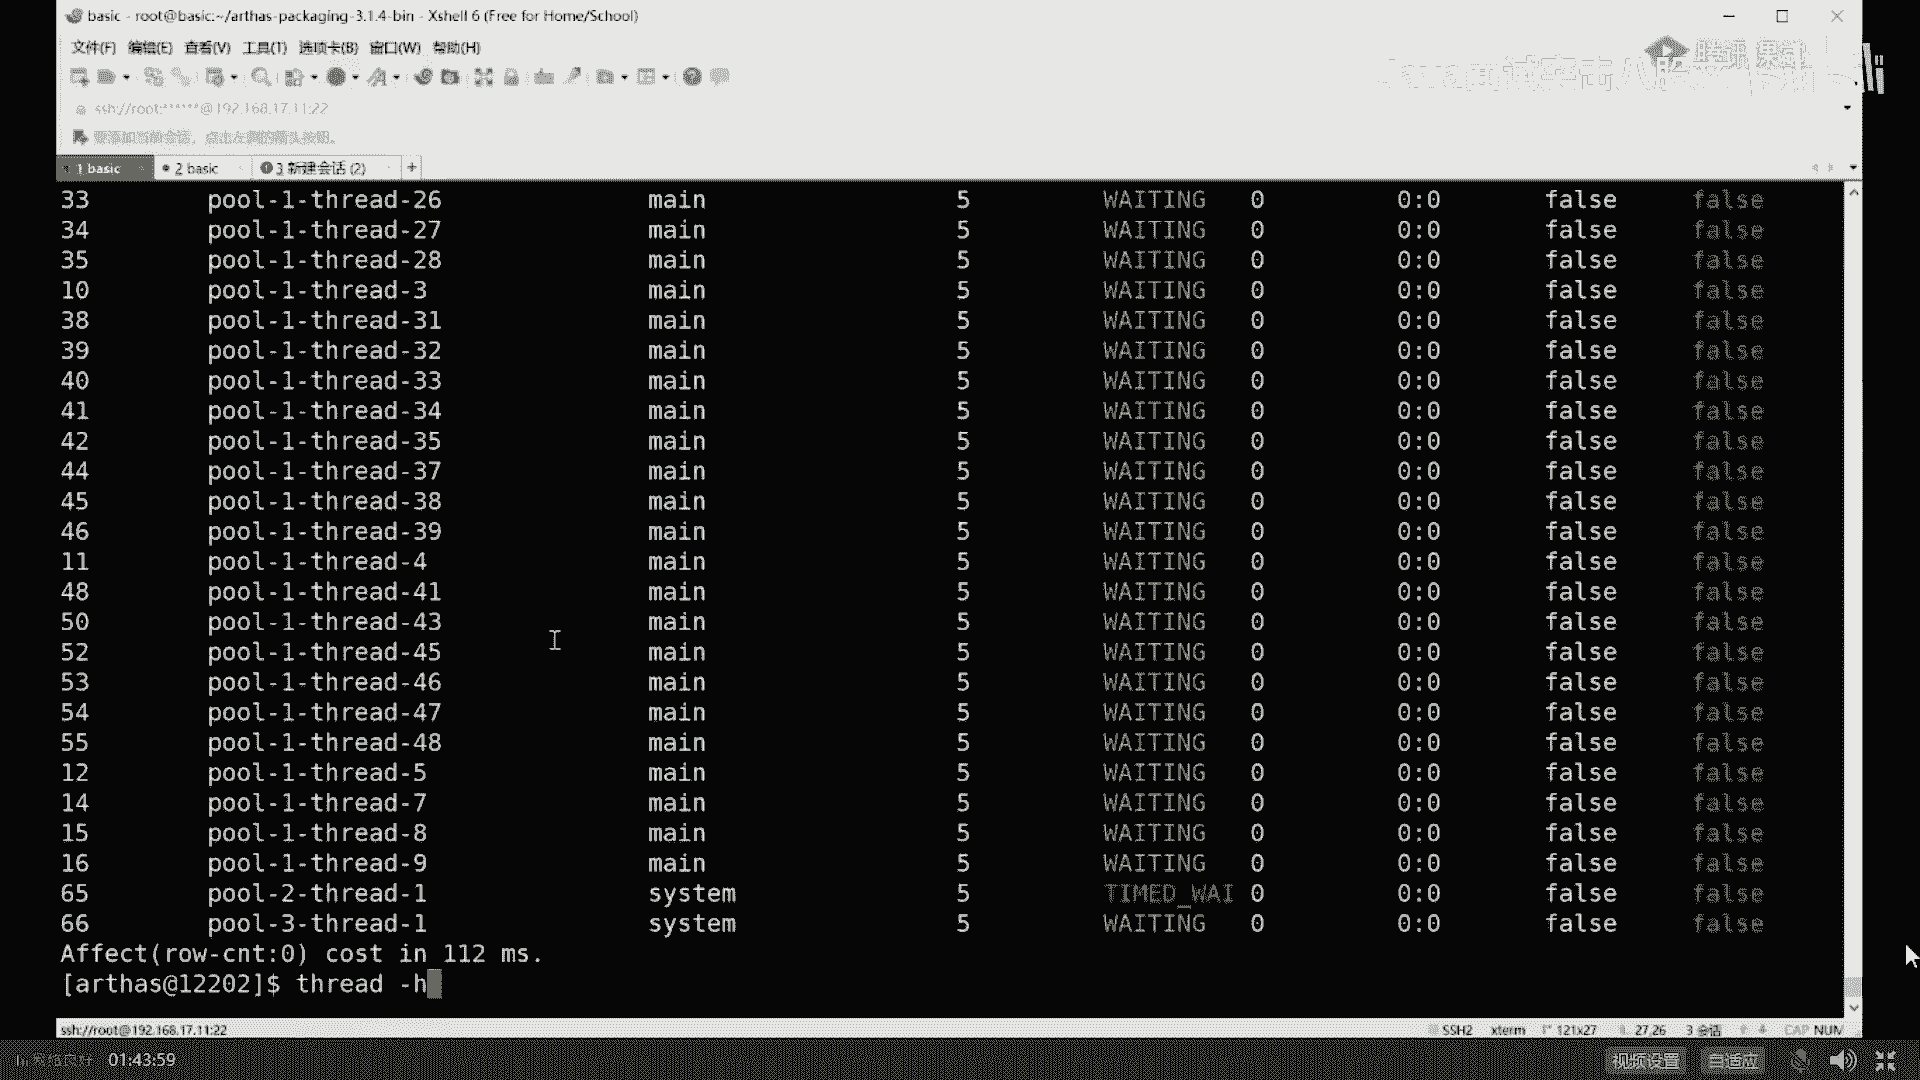 basic - root@basic:~/arthas-packaging-3.1.4-bin - Xshell 6 (Free for Home/School)
文件(F) 编辑(E) 查看(V) 工具(T) 选项卡(B) 窗口(W) 帮助(H)
腾讯课堂
ssh://root:******@192.168.17.11:22
要添加当前会话，点击左侧的箭头按钮。
1 basic 2 basic 3 新建会话 (2) +
33 pool-1-thread-26 main 5 WAITING 0 0:0 false false
34 pool-1-thread-27 main 5 WAITING 0 0:0 false false
35 pool-1-thread-28 main 5 WAITING 0 0:0 false false
10 pool-1-thread-3 main 5 WAITING 0 0:0 false false
38 pool-1-thread-31 main 5 WAITING 0 0:0 false false
39 pool-1-thread-32 main 5 WAITING 0 0:0 false false
40 pool-1-thread-33 main 5 WAITING 0 0:0 false false
41 pool-1-thread-34 main 5 WAITING 0 0:0 false false
42 pool-1-thread-35 main 5 WAITING 0 0:0 false false
44 pool-1-thread-37 main 5 WAITING 0 0:0 false false
45 pool-1-thread-38 main 5 WAITING 0 0:0 false false
46 pool-1-thread-39 main 5 WAITING 0 0:0 false false
11 pool-1-thread-4 main 5 WAITING 0 0:0 false false
48 pool-1-thread-41 main 5 WAITING 0 0:0 false false
50 pool-1-thread-43 main 5 WAITING 0 0:0 false false
52 pool-1-thread-45 main 5 WAITING 0 0:0 false false
53 pool-1-thread-46 main 5 WAITING 0 0:0 false false
54 pool-1-thread-47 main 5 WAITING 0 0:0 false false
55 pool-1-thread-48 main 5 WAITING 0 0:0 false false
12 pool-1-thread-5 main 5 WAITING 0 0:0 false false
14 pool-1-thread-7 main 5 WAITING 0 0:0 false false
15 pool-1-thread-8 main 5 WAITING 0 0:0 false false
16 pool-1-thread-9 main 5 WAITING 0 0:0 false false
65 pool-2-thread-1 system 5 TIMED_WAI 0 0:0 false false
66 pool-3-thread-1 system 5 WAITING 0 0:0 false false
Affect(row-cnt:0) cost in 112 ms.
[arthas@12202]$ thread -h
ssh://root@192.168.17.11:22 SSH2 xterm 121x27 27,26 3 会话 CAP NUM
网络良好 01:43:59 视频设置 自适应